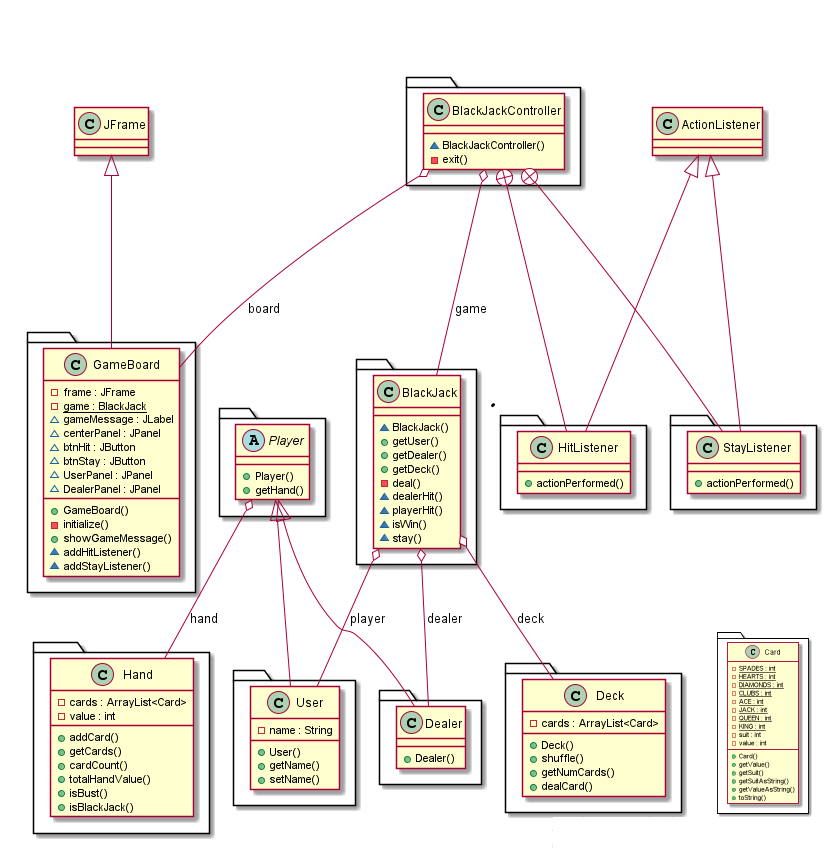 C JFrame
C BlackJackController
BlackJackController()
exit()
C ActionListener
board
game
C GameBoard
frame : JFrame
game : BlackJack
gameMessage : JLabel
centerPanel : JPanel
btnHit : JButton
btnStay : JButton
UserPanel : JPanel
DealerPanel : JPanel
GameBoard()
initialize()
showGameMessage()
addHitListener()
addStayListener()
A Player
Player()
getHand()
C BlackJack
BlackJack()
getUser()
getDealer()
getDeck()
deal()
dealerHit()
playerHit()
isWin()
stay()
C HitListener
actionPerformed()
C StayListener
actionPerformed()
hand
player
dealer
deck
C Hand
cards : ArrayList<Card>
value : int
addCard()
getCards()
cardCount()
totalHandValue()
isBust()
isBlackJack()
C User
name : String
User()
getName()
setName()
C Dealer
Dealer()
C Deck
cards : ArrayList<Card>
Deck()
shuffle()
getNumCards()
dealCard()
C Card
SPADES : int
HEARTS : int
DIAMONDS : int
CLUBS : int
ACE : int
JACK : int
QUEEN : int
KING : int
suit : int
value : int
Card()
getValue()
getSuit()
getSuitAsString()
getValueAsString()
toString()